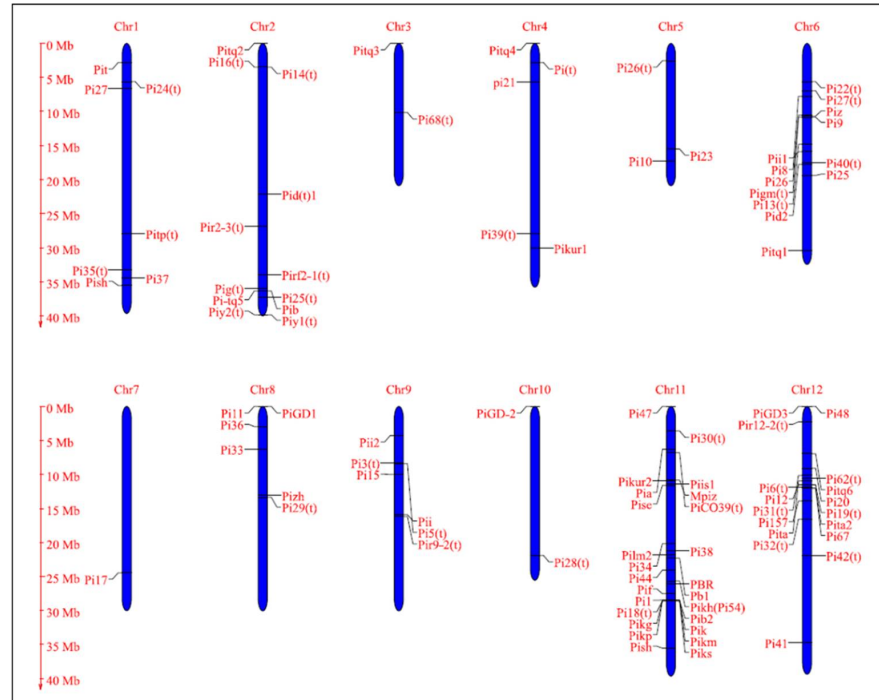 Chr1 Chr2 Chr3 Chr4 Chr5 Chr6
0 Mb
5 Mb
10 Mb
15 Mb
20 Mb
25 Mb
30 Mb
35 Mb
40 Mb
Pit
Pi27
Pi24(t)
Pitp(t)
Pi35(t)
Pish
Pi37
Pitq2
Pi16(t)
Pi14(t)
Pid(t)1
Pir2-3(t)
Pirf2-1(t)
Pig(t)
Pi-tq5
Piy2(t)
Pi25(t)
Pib
Piy1(t)
Pitq3
Pi68(t)
Pitq4
Pi(t)
pi21
Pi39(t)
Pikur1
Pi26(t)
Pi23
Pi10
Pi22(t)
Pi27(t)
Piz
Pi9
Pii1
Pi8
Pi26
Pigm(t)
Pi13(t)
Pid2
Pi40(t)
Pi25
Pitq1
Chr7 Chr8 Chr9 Chr10 Chr11 Chr12
0 Mb
5 Mb
10 Mb
15 Mb
20 Mb
25 Mb
30 Mb
35 Mb
40 Mb
Pi17
Pi11
PiGD1
Pi36
Pi33
Pizh
Pi29(t)
Pii2
Pi3(t)
Pi15
Pii
Pi5(t)
Pir9-2(t)
PiGD-2
Pi28(t)
Pi47
Pi30(t)
Pikur2
Pia
Pise
Piis1
Mpiz
PiCO39(t)
Pilm2
Pi34
Pi44
Pif
Pi1
Pi18(t)
Pikg
Pikp
Pish
Pi38
PBR
Pb1
Pikh(Pi54)
Pib2
Pik
Pikm
Piks
PiGD3
Pi48
Pir12-2(t)
Pi6(t)
Pi12
Pi31(t)
Pi157
Pita
Pi32(t)
Pi62(t)
Pitq6
Pi20
Pi19(t)
Pita2
Pi67
Pi42(t)
Pi41